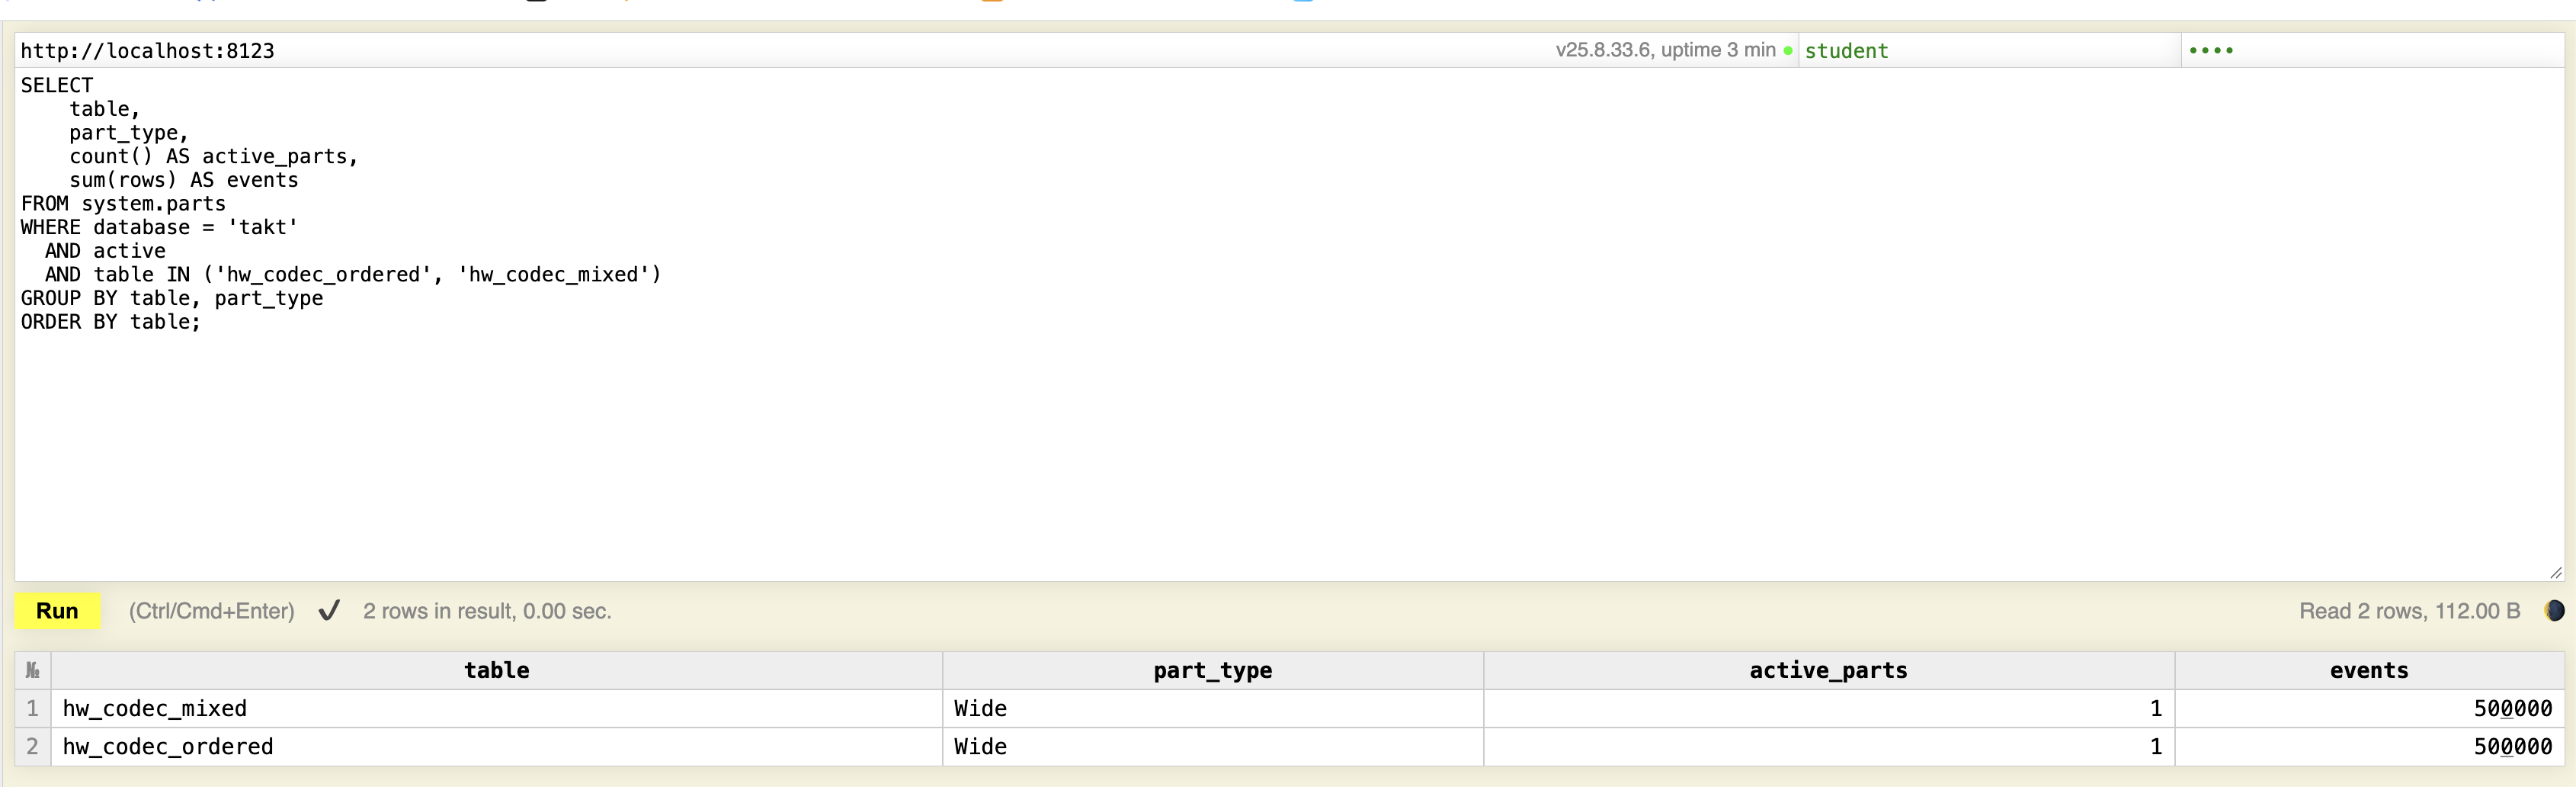 http://localhost:8123 v25.8.33.6, uptime 3 min student ••••
SELECT
    table,
    part_type,
    count() AS active_parts,
    sum(rows) AS events
FROM system.parts
WHERE database = 'takt'
  AND active
  AND table IN ('hw_codec_ordered', 'hw_codec_mixed')
GROUP BY table, part_type
ORDER BY table;
Run (Ctrl/Cmd+Enter) ✔ 2 rows in result, 0.00 sec. Read 2 rows, 112.00 B
№ table part_type active_parts events
1 hw_codec_mixed Wide 1 500000
2 hw_codec_ordered Wide 1 500000